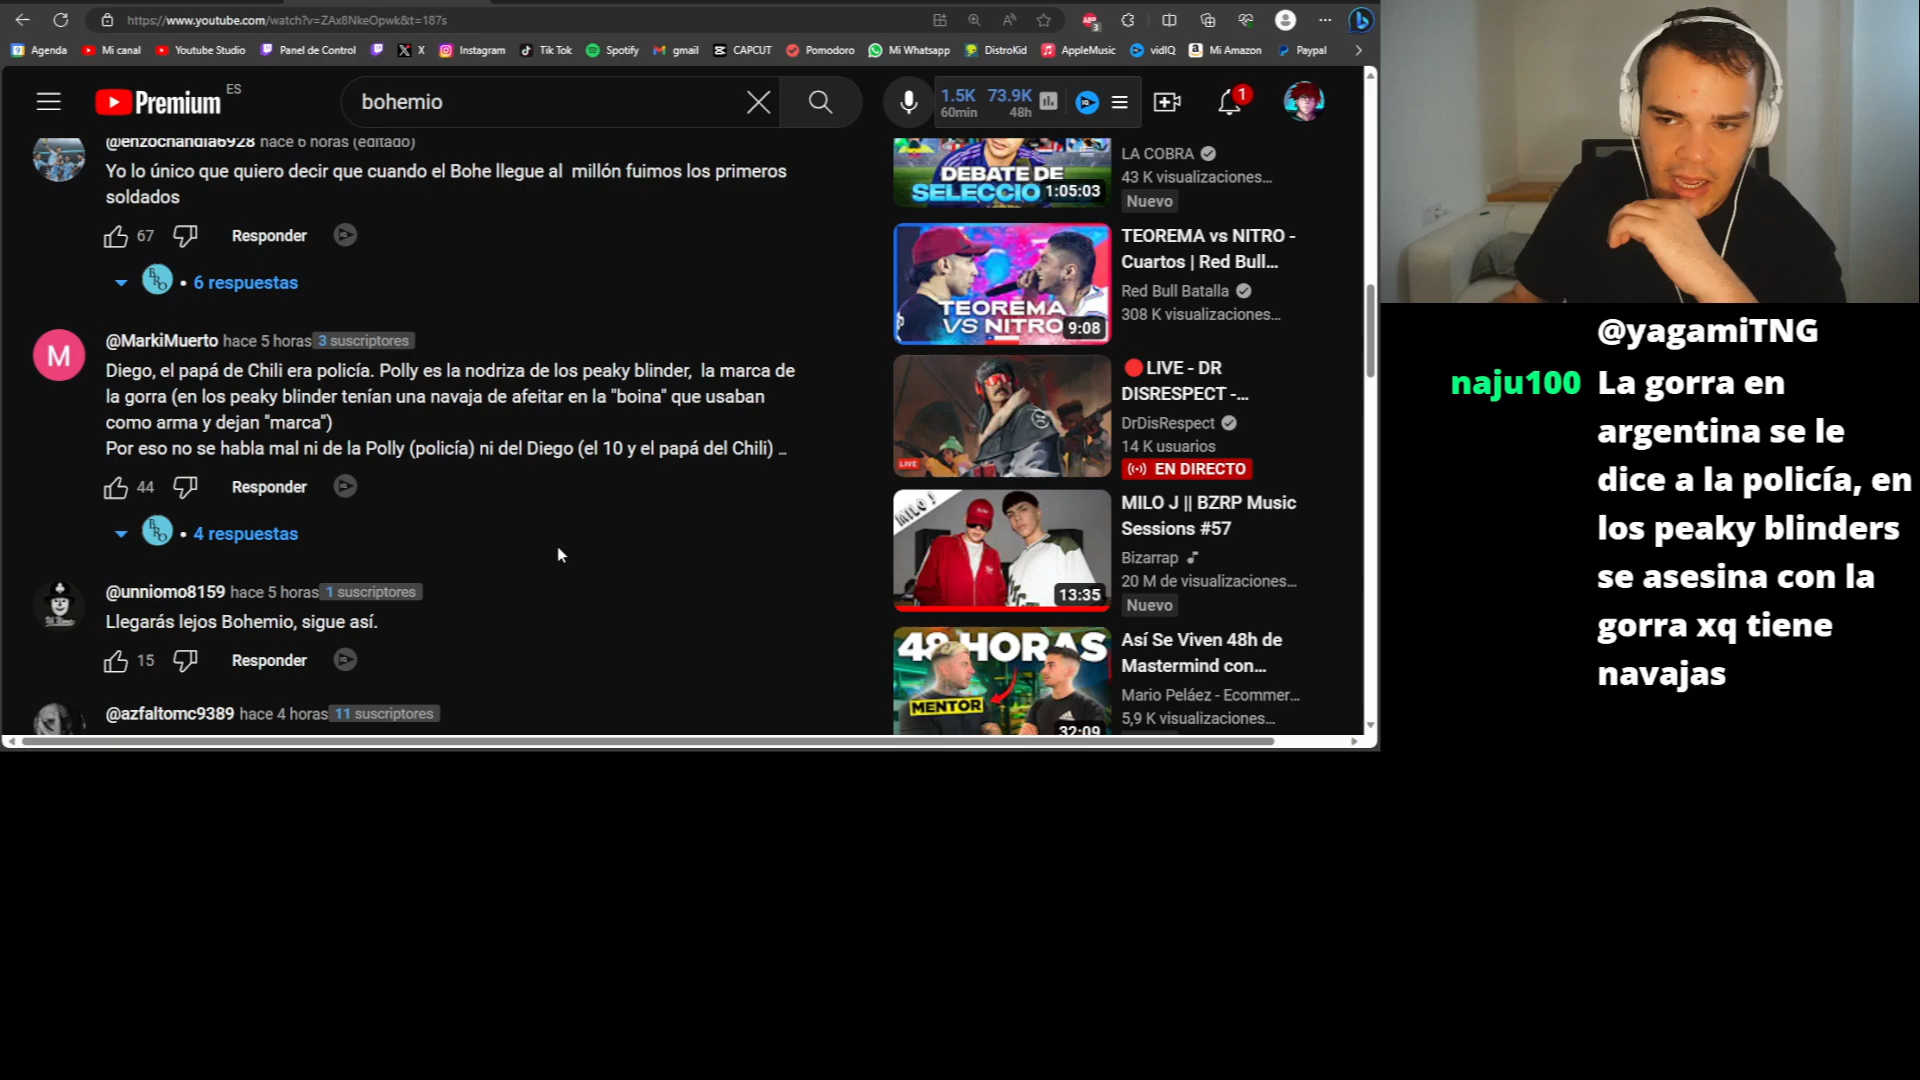 https://www.youtube.com/watch?v=ZAx8NkeOpwk&t=187s
Agenda Mi canal Youtube Studio Panel de Control X Instagram Tik Tok Spotify gmail CAPCUT Pomodoro Mi Whatsapp DistroKid AppleMusic vidIQ Mi Amazon Paypal
Premium ES
bohemio
1.5K 60min
73.9K 48h
1
@enzochandia6928 hace 6 horas (editado)
Yo lo único que quiero decir que cuando el Bohe llegue al millón fuimos los primeros
soldados
67 Responder
6 respuestas
@MarkiMuerto hace 5 horas 3 suscriptores
M
Diego, el papá de Chili era policía. Polly es la nodriza de los peaky blinder, la marca de
la gorra (en los peaky blinder tenían una navaja de afeitar en la "boina" que usaban
como arma y dejan "marca")
Por eso no se habla mal ni de la Polly (policía) ni del Diego (el 10 y el papá del Chili) ..
44 Responder
4 respuestas
@unniomo8159 hace 5 horas 1 suscriptores
Llegarás lejos Bohemio, sigue así.
15 Responder
@azfaltomc9389 hace 4 horas 11 suscriptores
DEBATE DE
SELECCIO 1:05:03
LA COBRA
43 K visualizaciones...
Nuevo
TEOREMA
VS NITRO 9:08
TEOREMA vs NITRO -
Cuartos | Red Bull...
Red Bull Batalla
308 K visualizaciones...
LIVE
LIVE - DR
DISRESPECT -...
DrDisRespect
14 K usuarios
EN DIRECTO
¡MILO J!
13:35
MILO J || BZRP Music
Sessions #57
Bizarrap
20 M de visualizaciones...
Nuevo
48 HORAS
MENTOR
32:09
Así Se Viven 48h de
Mastermind con...
Mario Peláez - Ecommer...
5,9 K visualizaciones...
@yagamiTNG
naju100 La gorra en
argentina se le
dice a la policía, en
los peaky blinders
se asesina con la
gorra xq tiene
navajas